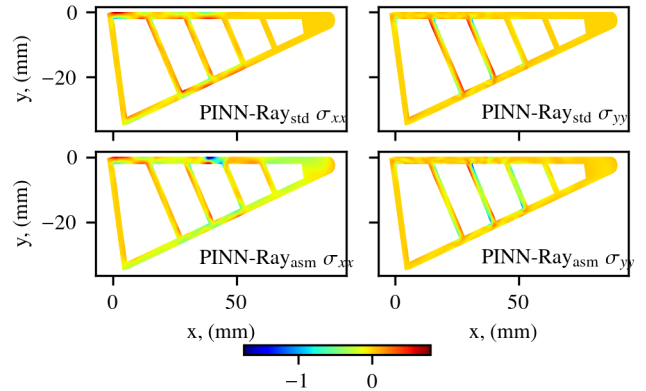 0
−20
y, (mm)
PINN-Ray_std σ_xx
PINN-Ray_std σ_yy
0
−20
y, (mm)
PINN-Ray_asm σ_xx
PINN-Ray_asm σ_yy
0
50
0
50
x, (mm)
x, (mm)
−1
0